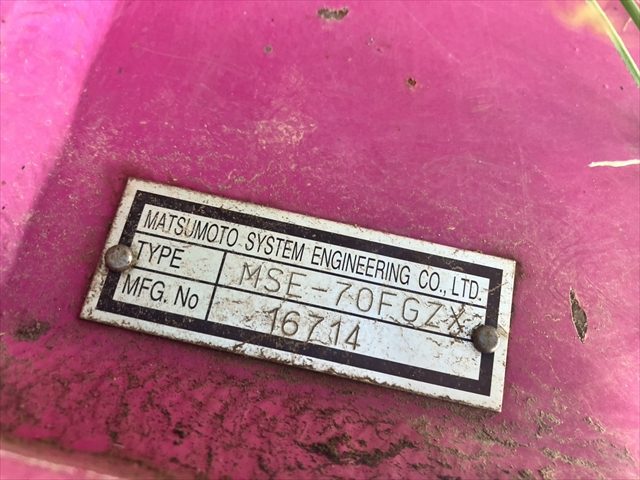 MATSUMOTO SYSTEM ENGINEERING CO., LTD.
TYPE MSE-70FGZX
MFG. No 16714